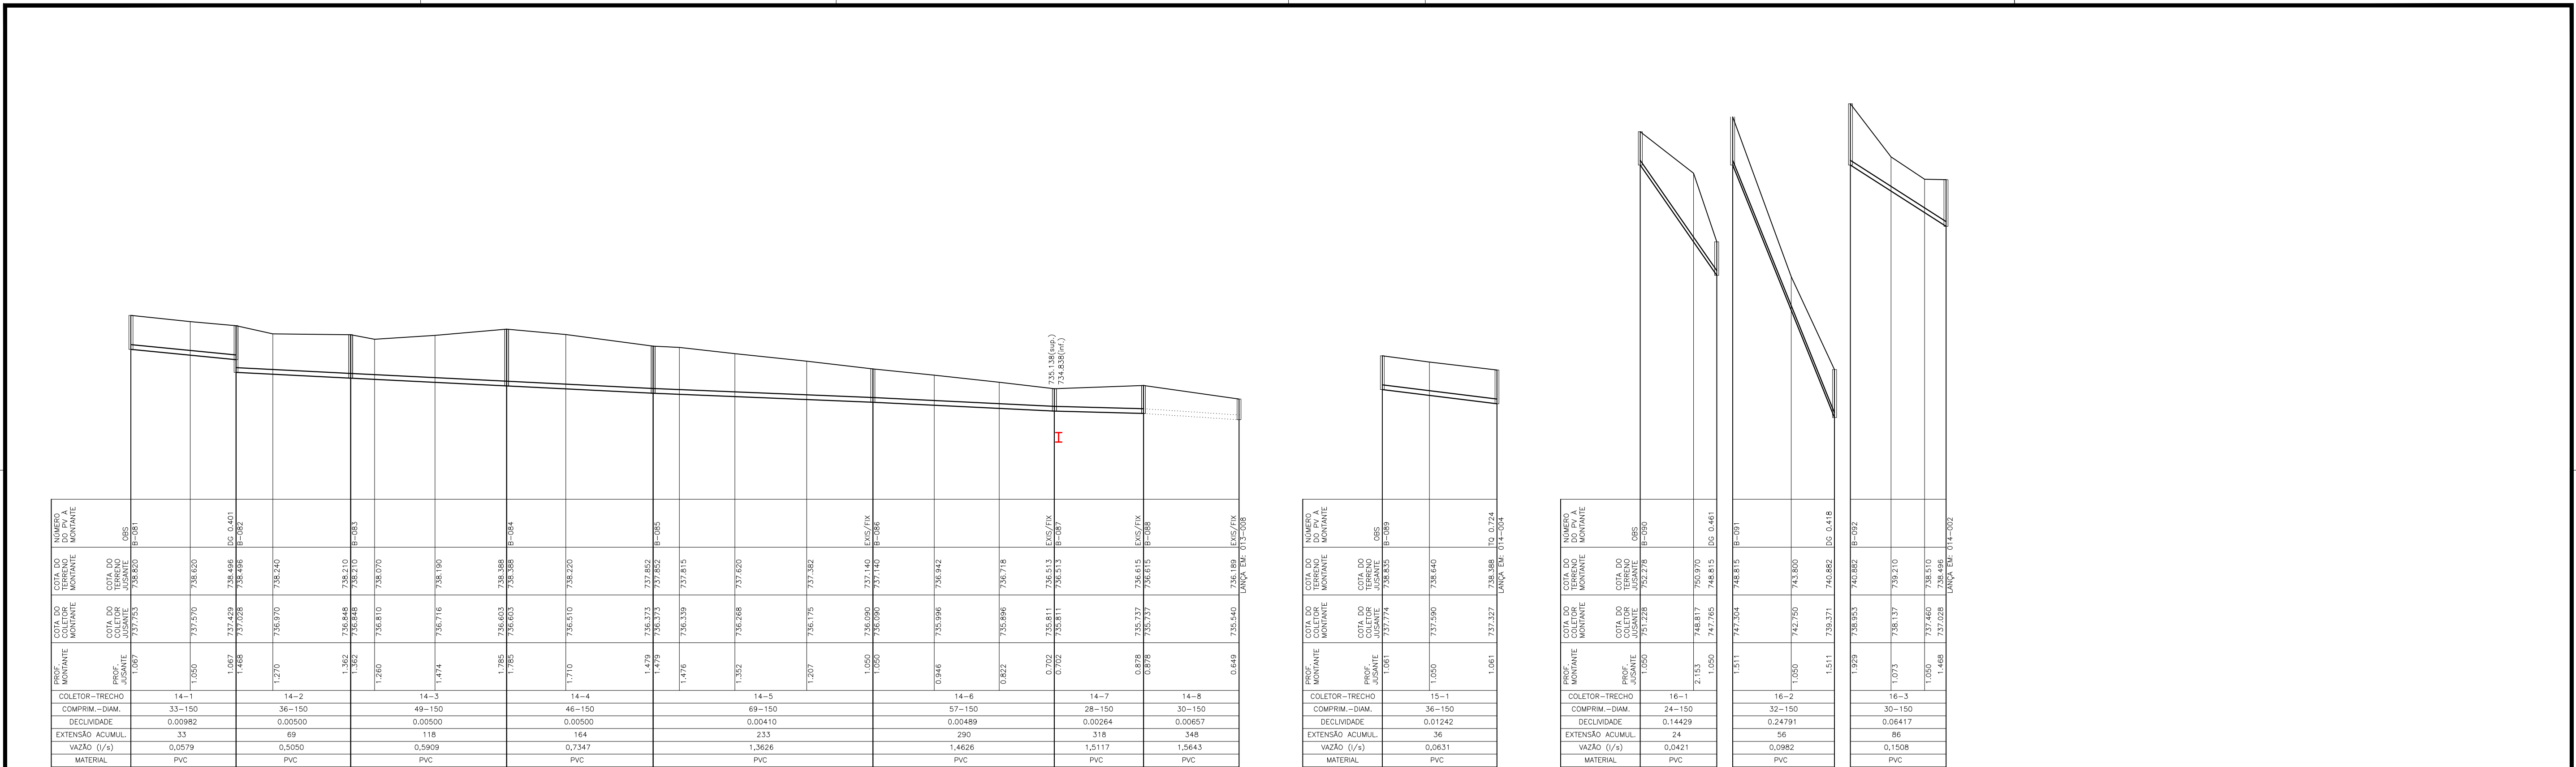 735.138(sup.)
734.838(inf.)
NÚMERO DO PV À MONTANTE
OBS
B-081
DG 0.401
B-082
B-083
B-084
B-085
EXIS/FIX
B-086
EXIS/FIX
B-087
EXIS/FIX
B-088
EXIS/FIX
LANÇA EM: 013-008
COTA DO TERRENO MONTANTE
COTA DO TERRENO JUSANTE
738.820
738.620
738.496
738.496
738.240
738.210
738.210
738.070
738.190
738.388
738.388
738.220
737.852
737.852
737.815
737.620
737.382
737.140
737.140
736.942
736.718
736.513
736.513
736.615
736.615
736.189
COTA DO COLETOR MONTANTE
COTA DO COLETOR JUSANTE
737.753
737.570
737.429
737.028
736.970
736.848
736.848
736.810
736.716
736.603
736.603
736.510
736.373
736.373
736.339
736.268
736.175
736.090
736.090
735.996
735.896
735.811
735.811
735.737
735.737
735.540
PROF. MONTANTE
PROF. JUSANTE
1.067
1.050
1.067
1.468
1.270
1.362
1.362
1.260
1.474
1.785
1.785
1.710
1.479
1.479
1.476
1.352
1.207
1.050
1.050
0.946
0.822
0.702
0.702
0.878
0.878
0.649
COLETOR-TRECHO 14-1 14-2 14-3 14-4 14-5 14-6 14-7 14-8
COMPRIM.-DIAM. 33-150 36-150 49-150 46-150 69-150 57-150 28-150 30-150
DECLIVIDADE 0.00982 0.00500 0.00500 0.00500 0.00410 0.00489 0.00264 0.00657
EXTENSÃO ACUMUL. 33 69 118 164 233 290 318 348
VAZÃO (l/s) 0,0579 0,5050 0,5909 0,7347 1,3626 1,4626 1,5117 1,5643
MATERIAL PVC PVC PVC PVC PVC PVC PVC PVC
NÚMERO DO PV À MONTANTE
OBS
B-089
TQ 0.724
LANÇA EM: 014-004
COTA DO TERRENO MONTANTE
COTA DO TERRENO JUSANTE
738.835
738.640
738.388
COTA DO COLETOR MONTANTE
COTA DO COLETOR JUSANTE
737.774
737.590
737.327
PROF. MONTANTE
PROF. JUSANTE
1.061
1.050
1.061
COLETOR-TRECHO 15-1
COMPRIM.-DIAM. 36-150
DECLIVIDADE 0.01242
EXTENSÃO ACUMUL. 36
VAZÃO (l/s) 0,0631
MATERIAL PVC
NÚMERO DO PV À MONTANTE
OBS
B-090
DG 0.461
B-091
DG 0.418
B-092
LANÇA EM: 014-002
COTA DO TERRENO MONTANTE
COTA DO TERRENO JUSANTE
752.278
750.970
748.815
748.815
743.800
740.882
740.882
739.210
738.510
738.496
COTA DO COLETOR MONTANTE
COTA DO COLETOR JUSANTE
751.228
748.817
747.765
747.304
742.750
739.371
738.953
738.137
737.460
737.028
PROF. MONTANTE
PROF. JUSANTE
1.050
2.153
1.050
1.511
1.050
1.511
1.929
1.073
1.050
1.468
COLETOR-TRECHO 16-1 16-2 16-3
COMPRIM.-DIAM. 24-150 32-150 30-150
DECLIVIDADE 0.14429 0.24791 0.06417
EXTENSÃO ACUMUL. 24 56 86
VAZÃO (l/s) 0,0421 0,0982 0,1508
MATERIAL PVC PVC PVC